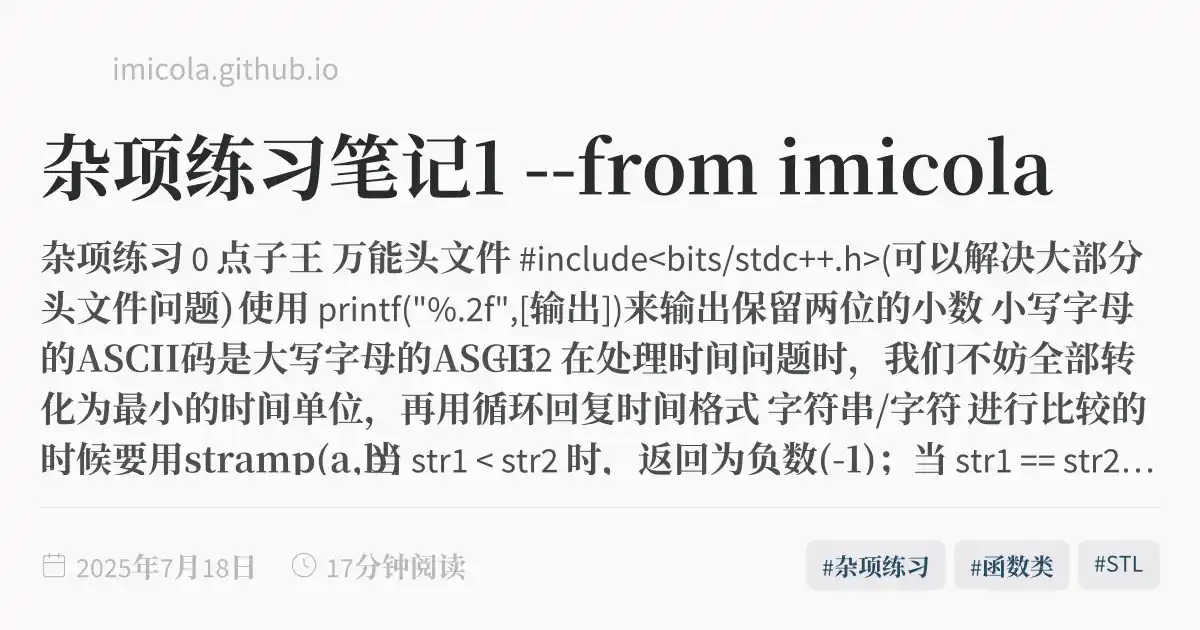 imicola.github.io
杂项练习笔记1 --from imicola
杂项练习 0 点子王 万能头文件 #include<bits/stdc++.h>(可以解决大部分
头文件问题) 使用 printf("%.2f",[输出])来输出保留两位的小数 小写字母
的ASCII码是大写字母的ASCII+32 在处理时间问题时，我们不妨全部转
化为最小的时间单位，再用循环回复时间格式 字符串/字符 进行比较的
时候要用stramp(a,b)当 str1 < str2 时，返回为负数(-1)；当 str1 == str2…
2025年7月18日
17分钟阅读
#杂项练习 #函数类 #STL